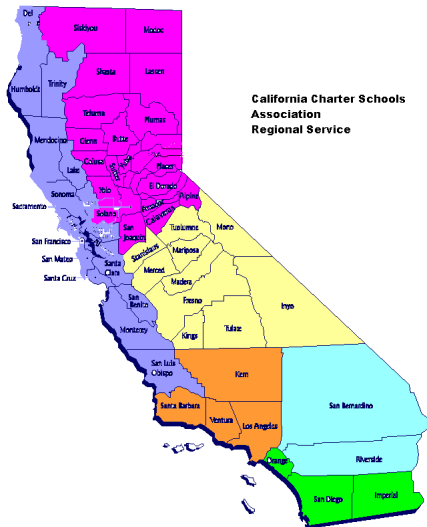 Del
Siskiyou
Modoc
Humboldt
Trinity
Shasta
Lassen
Tehama
Plumas
California Charter Schools
Association
Regional Service
Mendocino
Glenn
Butte
Lake
Colusa
Placer
Sonoma
Yolo
El Dorado
Sacramento
Solano
Amador
Alpine
Calaveras
San Francisco
San
Joaquin
Tuolumne
Mono
San Mateo
Santa
Clara
Stanislaus
Mariposa
Santa Cruz
Merced
Madera
San
Benito
Fresno
Inyo
Monterey
Kings
Tulare
San Luis
Obispo
Kern
San Bernardino
Santa Barbara
Ventura
Los Angeles
Orange
Riverside
San Diego
Imperial